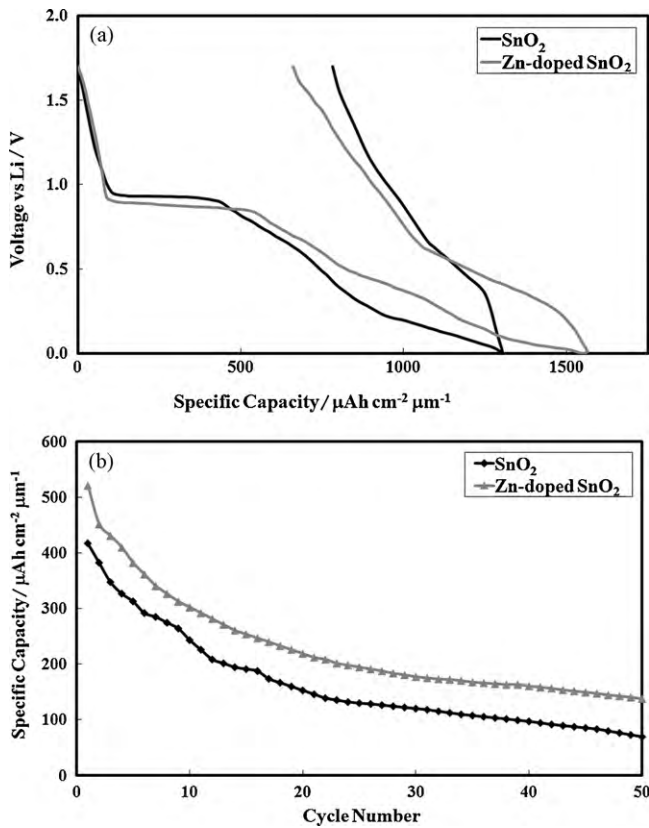 (a)
SnO₂
Zn-doped SnO₂
2.0
1.5
1.0
0.5
0.0
Voltage vs Li / V
0
500
1000
1500
Specific Capacity / μAh cm⁻² μm⁻¹
(b)
SnO₂
Zn-doped SnO₂
600
500
400
300
200
100
0
Specific Capacity / μAh cm⁻² μm⁻¹
0
10
20
30
40
50
Cycle Number